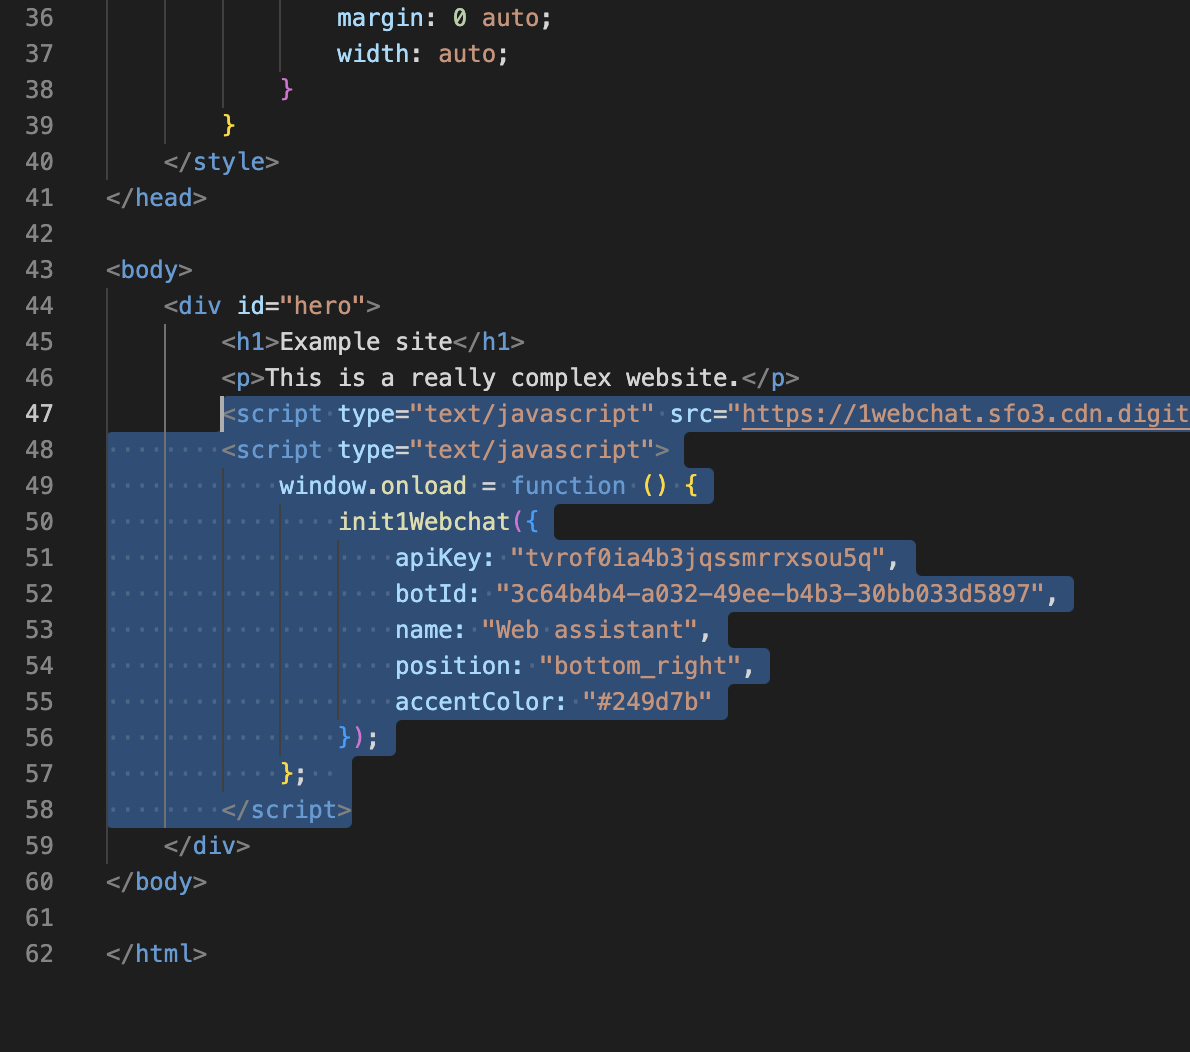 36 margin: 0 auto;
37 width: auto;
38 }
39 }
40 </style>
41 </head>
42
43 <body>
44 <div id="hero">
45 <h1>Example site</h1>
46 <p>This is a really complex website.</p>
47 <script type="text/javascript" src="https://1webchat.sfo3.cdn.digit
48 <script type="text/javascript">
49 window.onload = function () {
50 init1Webchat({
51 apiKey: "tvrof0ia4b3jqssmrrxsou5q",
52 botId: "3c64b4b4-a032-49ee-b4b3-30bb033d5897",
53 name: "Web assistant",
54 position: "bottom_right",
55 accentColor: "#249d7b"
56 });
57 };
58 </script>
59 </div>
60 </body>
61
62 </html>